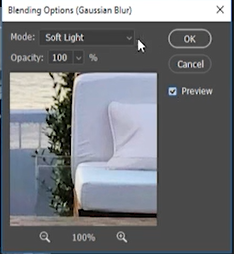 Blending Options (Gaussian Blur)
Mode: Soft Light
OK
Opacity: 100 %
Cancel
Preview
100%